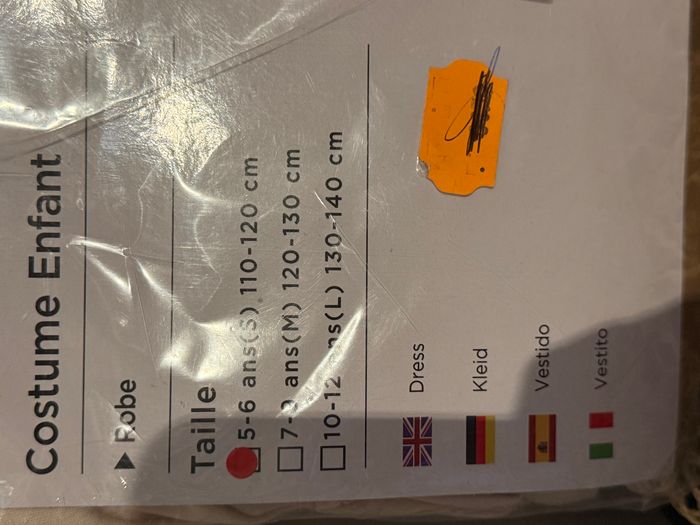 Costume Enfant
▶ Robe
Taille
5-6 ans(S) 110-120 cm
ans(M) 120-130 cm
10-12 ans(L) 130-140 cm
Dress
Kleid
Vestido
Vestito